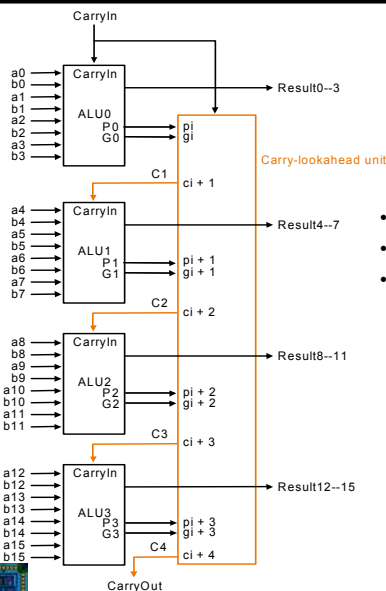 CarryIn
a0
b0
a1
b1
a2
b2
a3
b3
CarryIn
ALU0
P0
G0
pi
gi
Result0--3
Carry-lookahead unit
C1
ci + 1
a4
b4
a5
b5
a6
b6
a7
b7
CarryIn
ALU1
P1
G1
pi + 1
gi + 1
Result4--7
•
•
•
C2
ci + 2
a8
b8
a9
b9
a10
b10
a11
b11
CarryIn
ALU2
P2
G2
pi + 2
gi + 2
Result8--11
C3
ci + 3
a12
b12
a13
b13
a14
b14
a15
b15
CarryIn
ALU3
P3
G3
pi + 3
gi + 3
Result12--15
C4
ci + 4
CarryOut